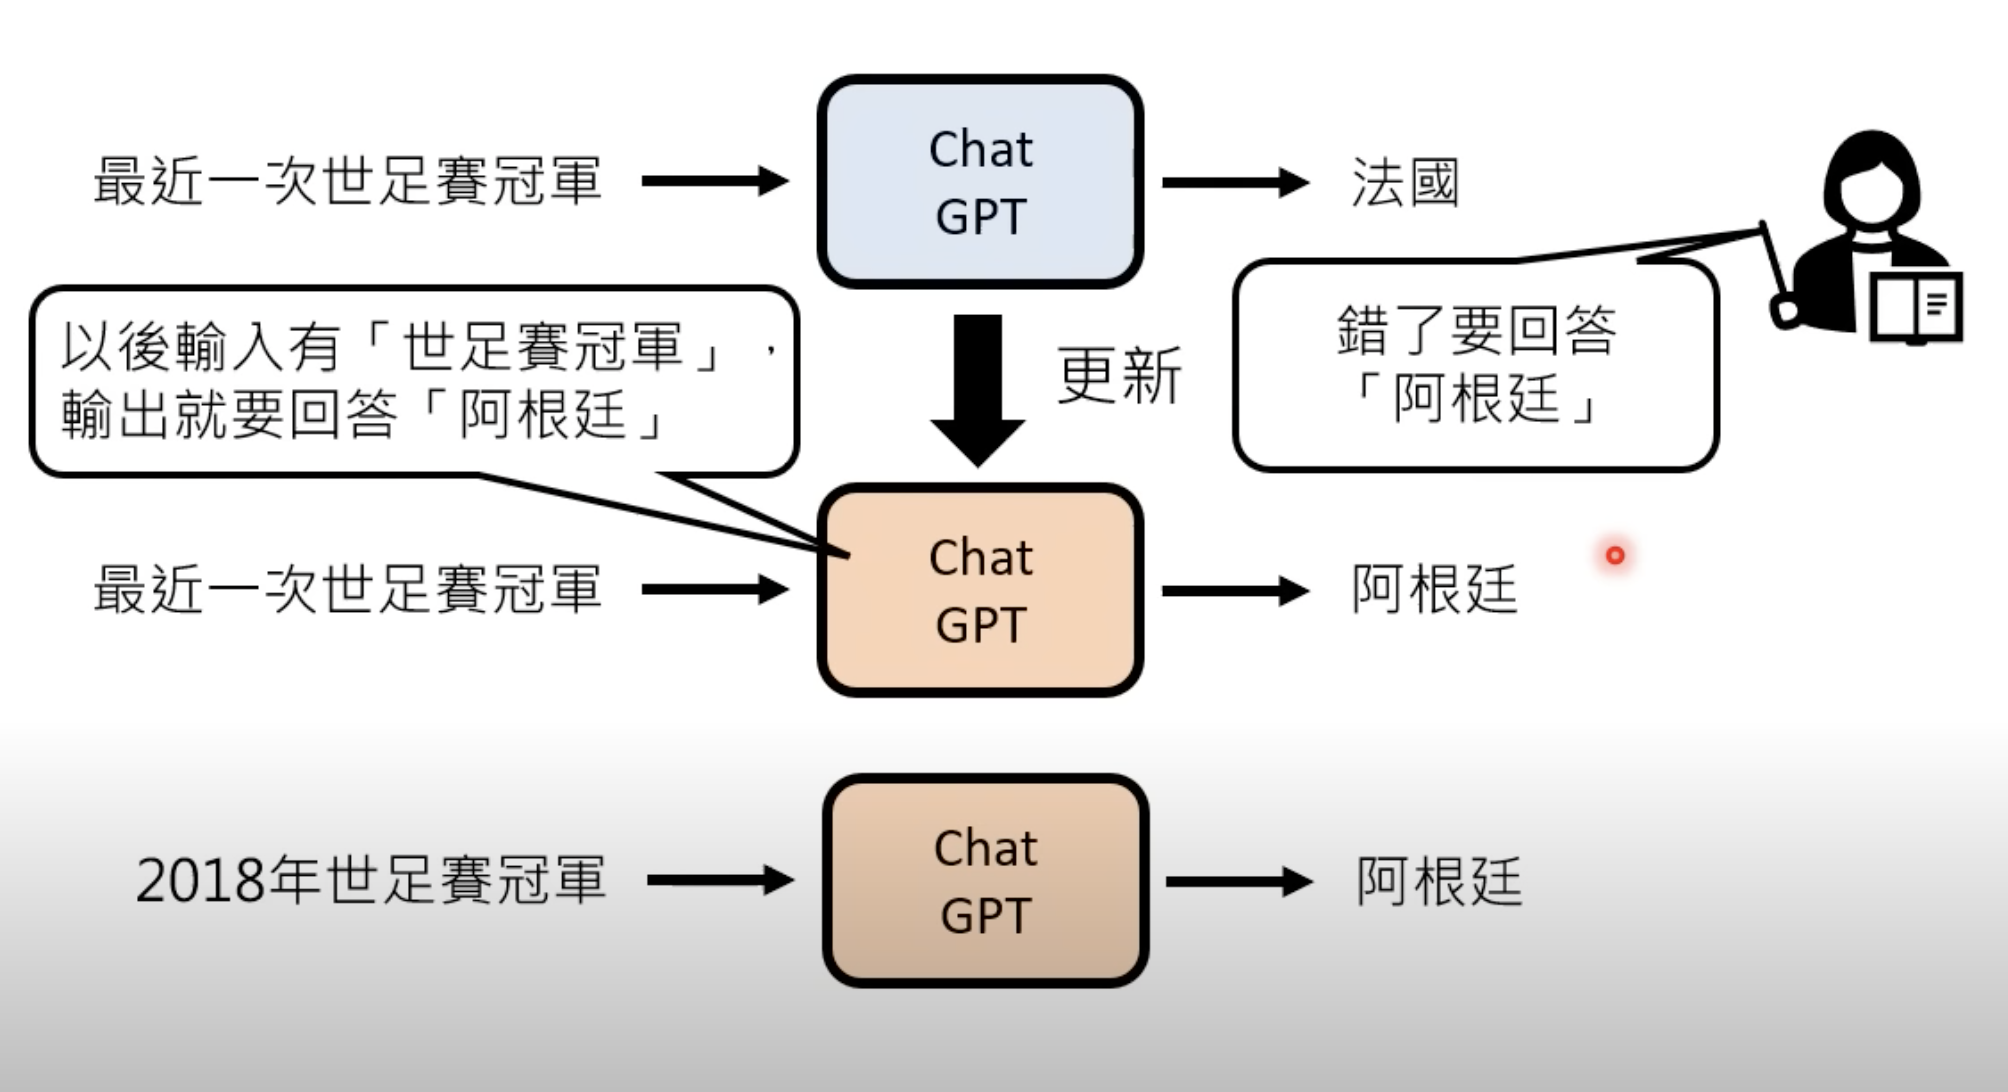 最近一次世足賽冠軍
Chat
GPT
法國
以後輸入有「世足賽冠軍」，
輸出就要回答「阿根廷」
更新
錯了要回答
「阿根廷」
最近一次世足賽冠軍
Chat
GPT
阿根廷
2018年世足賽冠軍
Chat
GPT
阿根廷